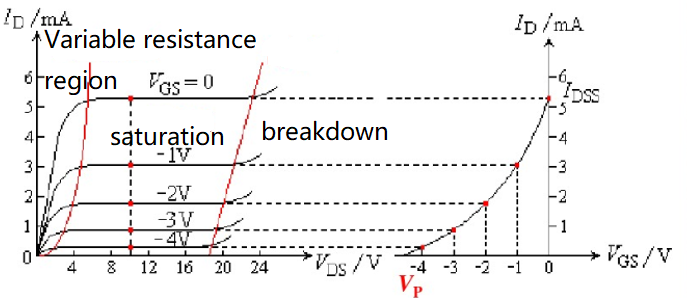 I_D /mA
Variable resistance
region
V_GS = 0
saturation
breakdown
-1V
-2V
-3V
-4V
6
5
4
3
2
1
0
4 8 12 16 20 24
V_DS / V
I_D /mA
6
5
I_DSS
4
3
2
1
-4 -3 -2 -1 0
V_GS / V
V_P